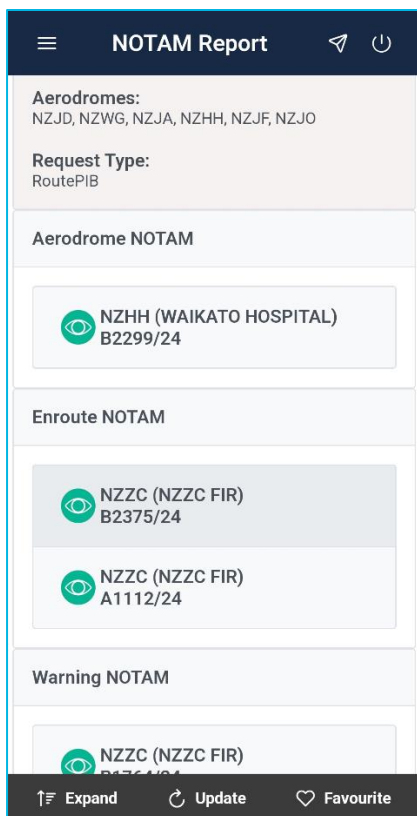 NOTAM Report
Aerodromes:
NZJD, NZWG, NZJA, NZHH, NZJF, NZJO
Request Type:
RoutePIB
Aerodrome NOTAM
NZHH (WAIKATO HOSPITAL)
B2299/24
Enroute NOTAM
NZZC (NZZC FIR)
B2375/24
NZZC (NZZC FIR)
A1112/24
Warning NOTAM
NZZC (NZZC FIR)
Expand Update Favourite